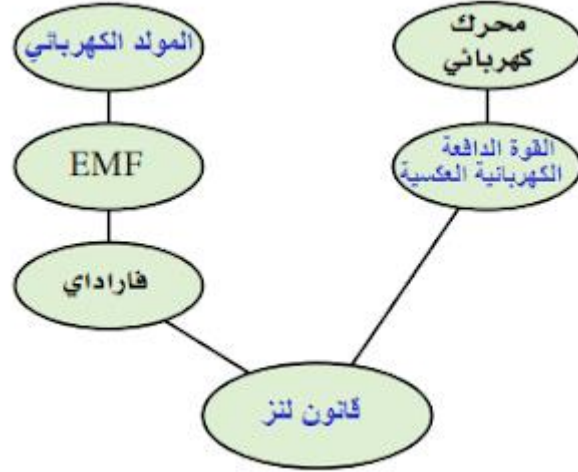 المولد الكهربائي
محرك
كهربائي
EMF
القوة الدافعة
الكهربائية العكسية
فاراداي
قانون لنز